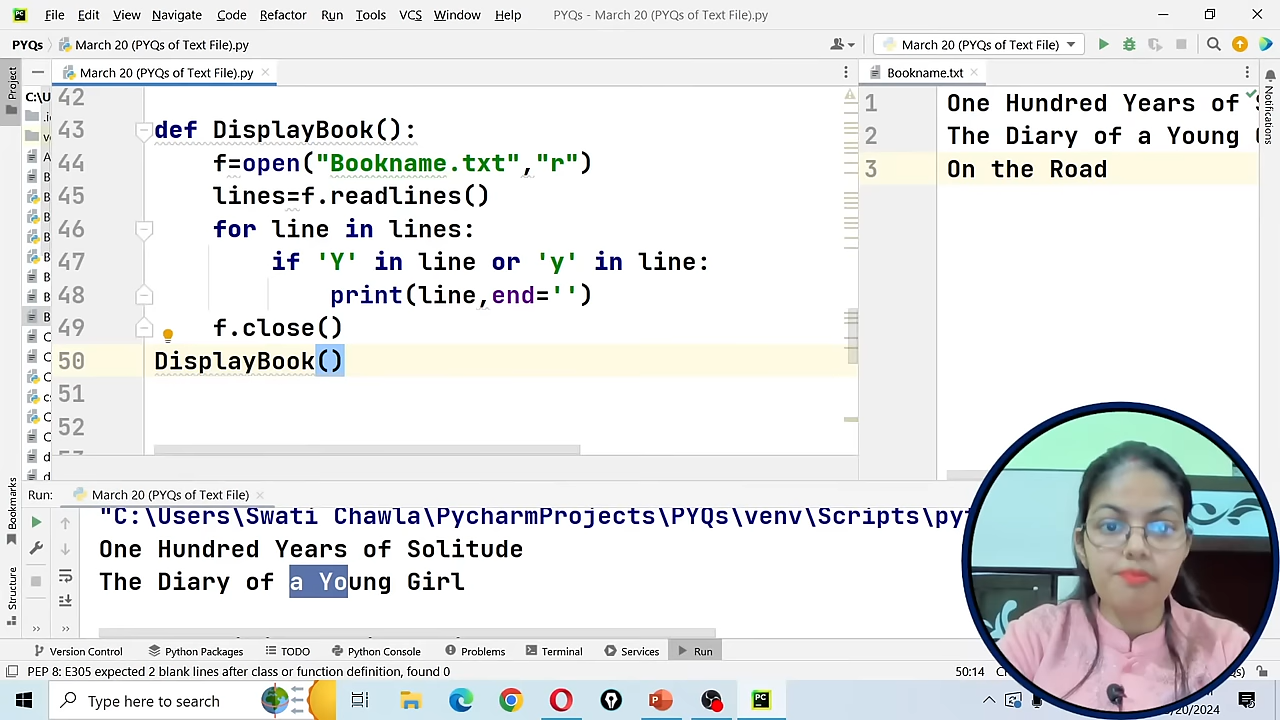 File Edit View Navigate Code Refactor Run Tools VCS Window Help PYQs - March 20 (PYQs of Text File).py
PYQs March 20 (PYQs of Text File).py March 20 (PYQs of Text File)
Project March 20 (PYQs of Text File).py Bookname.txt Notifications
C:\U
42
43 def DisplayBook():
44 f=open("Bookname.txt","r")
45 lines=f.readlines()
46 for line in lines:
47 if 'Y' in line or 'y' in line:
48 print(line,end='')
49 f.close()
50 DisplayBook()
51
52
1 One Hundred Years of
2 The Diary of a Young
3 On the Road
Run: March 20 (PYQs of Text File)
"C:\Users\Swati Chawla\PycharmProjects\PYQs\venv\Scripts\py
One Hundred Years of Solitude
The Diary of a Young Girl
Bookmarks
Structure
Version Control Python Packages TODO Python Console Problems Terminal Services Run
PEP 8: E305 expected 2 blank lines after class or function definition, found 0 50:14
Type here to search